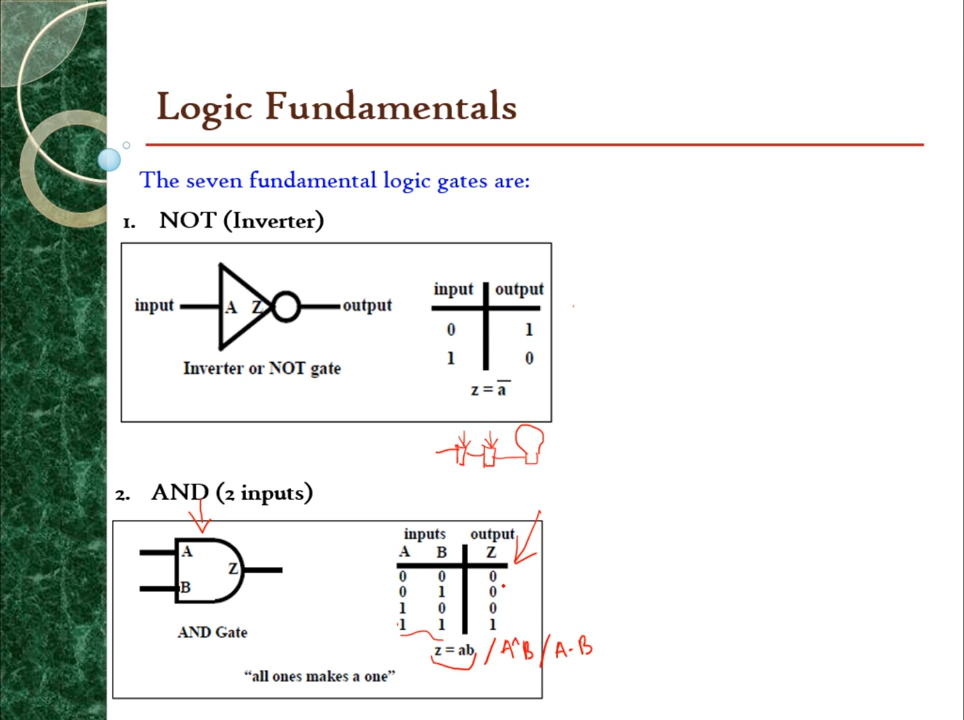 Logic Fundamentals
The seven fundamental logic gates are:
1. NOT (Inverter)
input A Z output
Inverter or NOT gate
input output
0 1
1 0
z = a̅
2. AND (2 inputs)
A
B
Z
AND Gate
inputs output
A B Z
0 0 0
0 1 0
1 0 0
1 1 1
z = ab / A^B / A·B
"all ones makes a one"